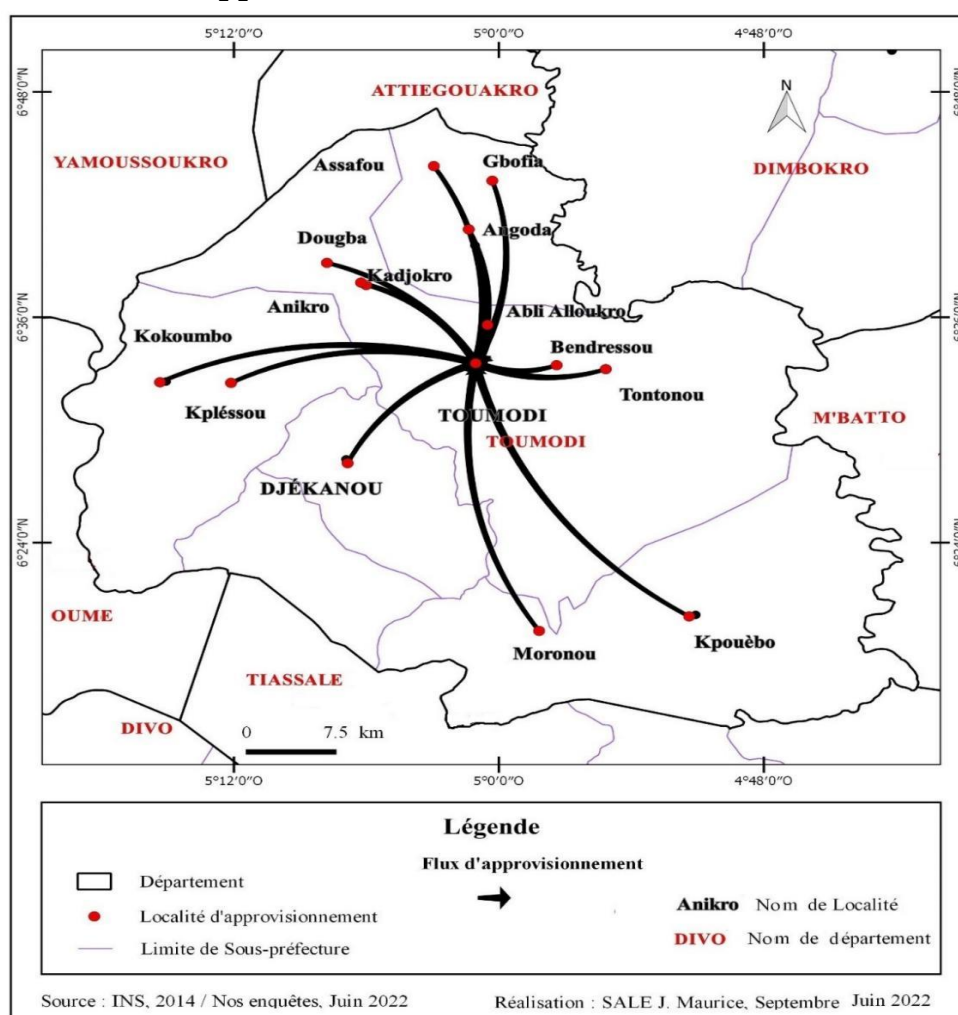 5°12'0"O 5°0'0"O 4°48'0"O
6°48'0"N
ATTIEGOUAKRO
YAMOUSSOUKRO
Assafou
Gbofia
N
DIMBOKRO
Angoda
Dougba
Kadjokro
Anikro
Abli Alloukro
6°36'0"N
Kokoumbo
Bendressou
Kpléssou
Tontonou
TOUMODI
M'BATTO
TOUMODI
DJÉKANOU
6°24'0"N 6°24'0"N
OUME
Moronou
Kpouèbo
TIASSALE
DIVO
0 7.5 km
5°12'0"O 5°0'0"O 4°48'0"O
Légende
Flux d'approvisionnement
Département
Localité d'approvisionnement
Limite de Sous-préfecture
Anikro Nom de Localité
DIVO Nom de département
Source : INS, 2014 / Nos enquêtes, Juin 2022
Réalisation : SALE J. Maurice, Septembre Juin 2022